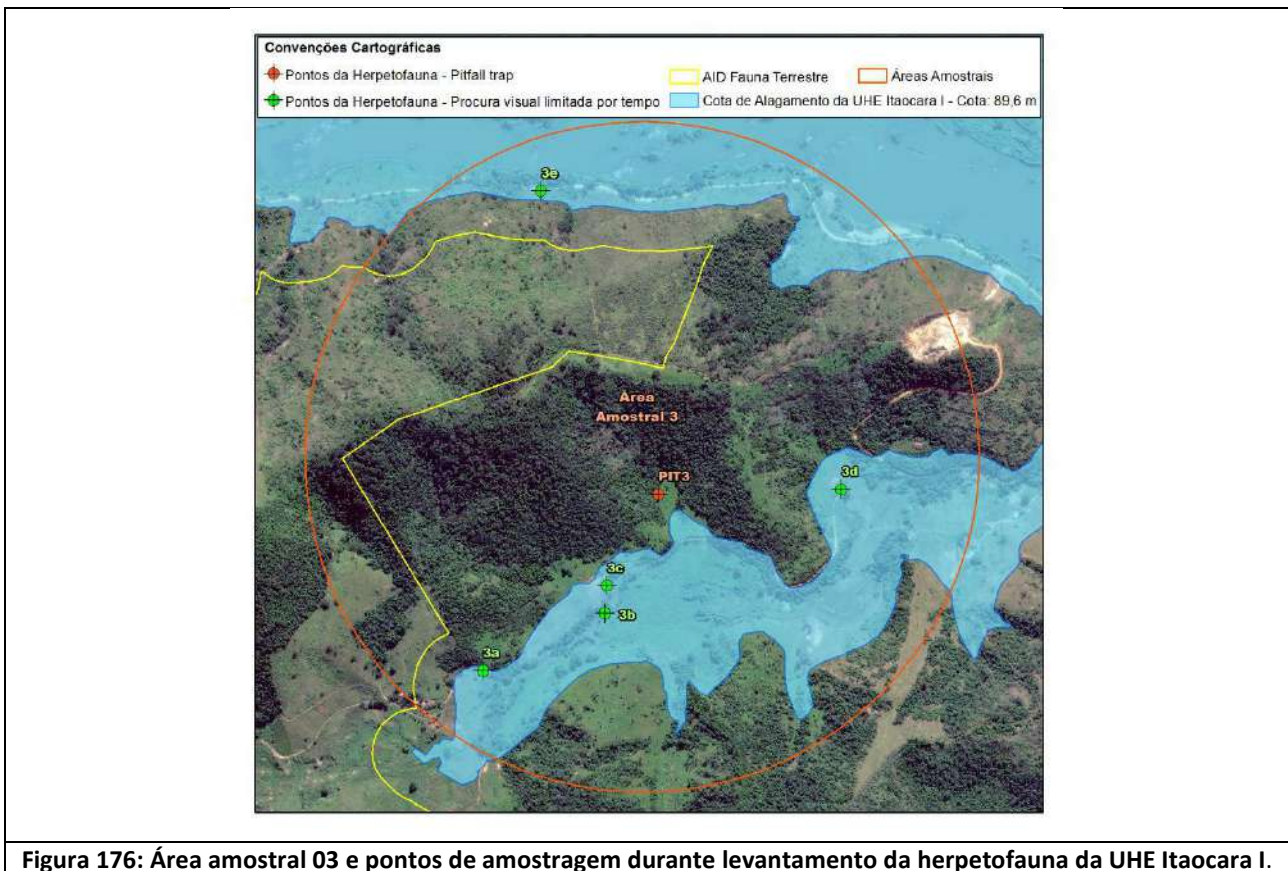 Convenções Cartográficas
Pontos da Herpetofauna - Pitfall trap
AID Fauna Terrestre
Áreas Amostrais
Pontos da Herpetofauna - Procura visual limitada por tempo
Cota de Alagamento da UHE Itaocara I - Cota: 89,6 m
3e
Área
Amostral 3
PIT3
3d
3c
3b
3a
Figura 176: Área amostral 03 e pontos de amostragem durante levantamento da herpetofauna da UHE Itaocara I.